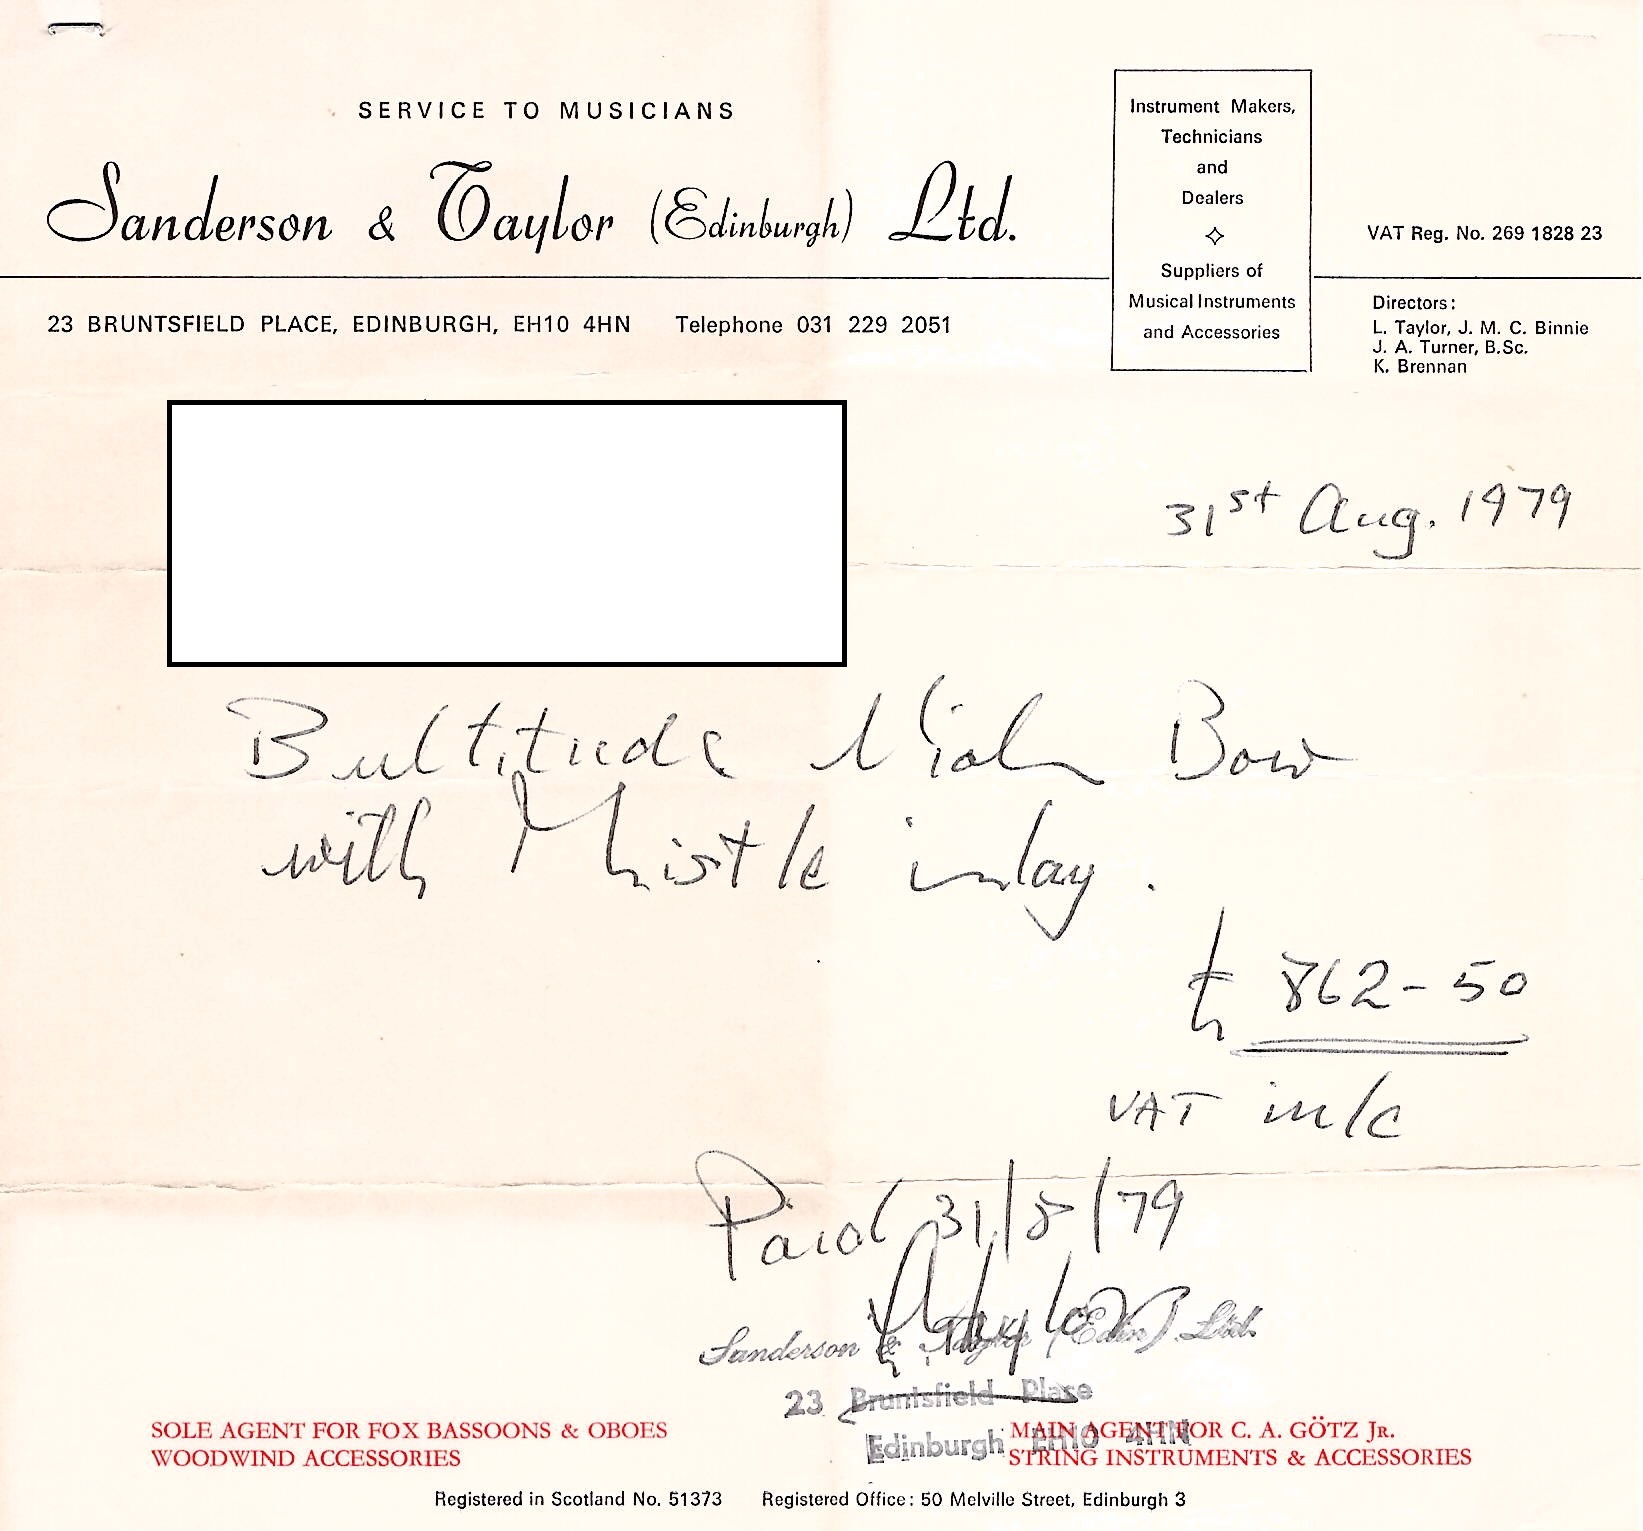 SERVICE TO MUSICIANS
Sanderson & Taylor (Edinburgh) Ltd.
23 BRUNTSFIELD PLACE, EDINBURGH, EH10 4HN Telephone 031 229 2051
Instrument Makers,
Technicians
and
Dealers
Suppliers of
Musical Instruments
and Accessories
VAT Reg. No. 269 1828 23
Directors:
L. Taylor, J. M. C. Binnie
J. A. Turner, B.Sc.
K. Brennan
31st Aug. 1979
Bultitude Violin Bow
with Thistle inlay.
£ 862-50
VAT inc
Paid 31/8/79
Sanderson & Taylor (Edin) Ltd.
23 Bruntsfield Place
Edinburgh EH10 4HN
SOLE AGENT FOR FOX BASSOONS & OBOES
WOODWIND ACCESSORIES
MAIN AGENT FOR C. A. GÖTZ JR.
STRING INSTRUMENTS & ACCESSORIES
Registered in Scotland No. 51373 Registered Office: 50 Melville Street, Edinburgh 3